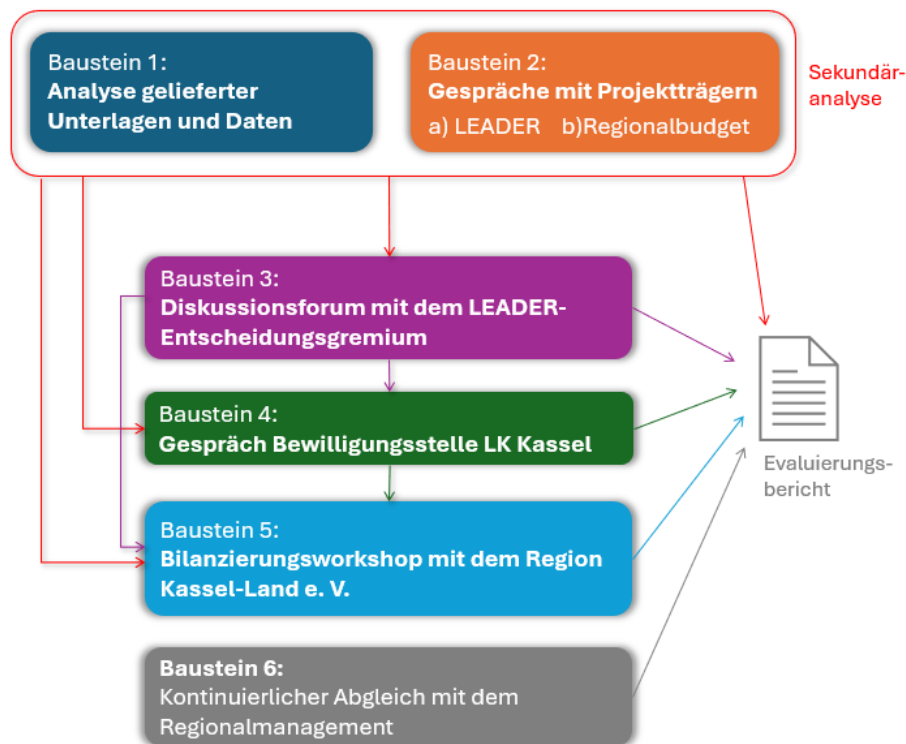 Baustein 1:
Analyse gelieferter
Unterlagen und Daten
Baustein 2:
Gespräche mit Projektträgern
a) LEADER b)Regionalbudget
Sekundär-
analyse
Baustein 3:
Diskussionsforum mit dem LEADER-
Entscheidungsgremium
Baustein 4:
Gespräch Bewilligungsstelle LK Kassel
Baustein 5:
Bilanzierungsworkshop mit dem Region
Kassel-Land e. V.
Baustein 6:
Kontinuierlicher Abgleich mit dem
Regionalmanagement
Evaluierungs-
bericht